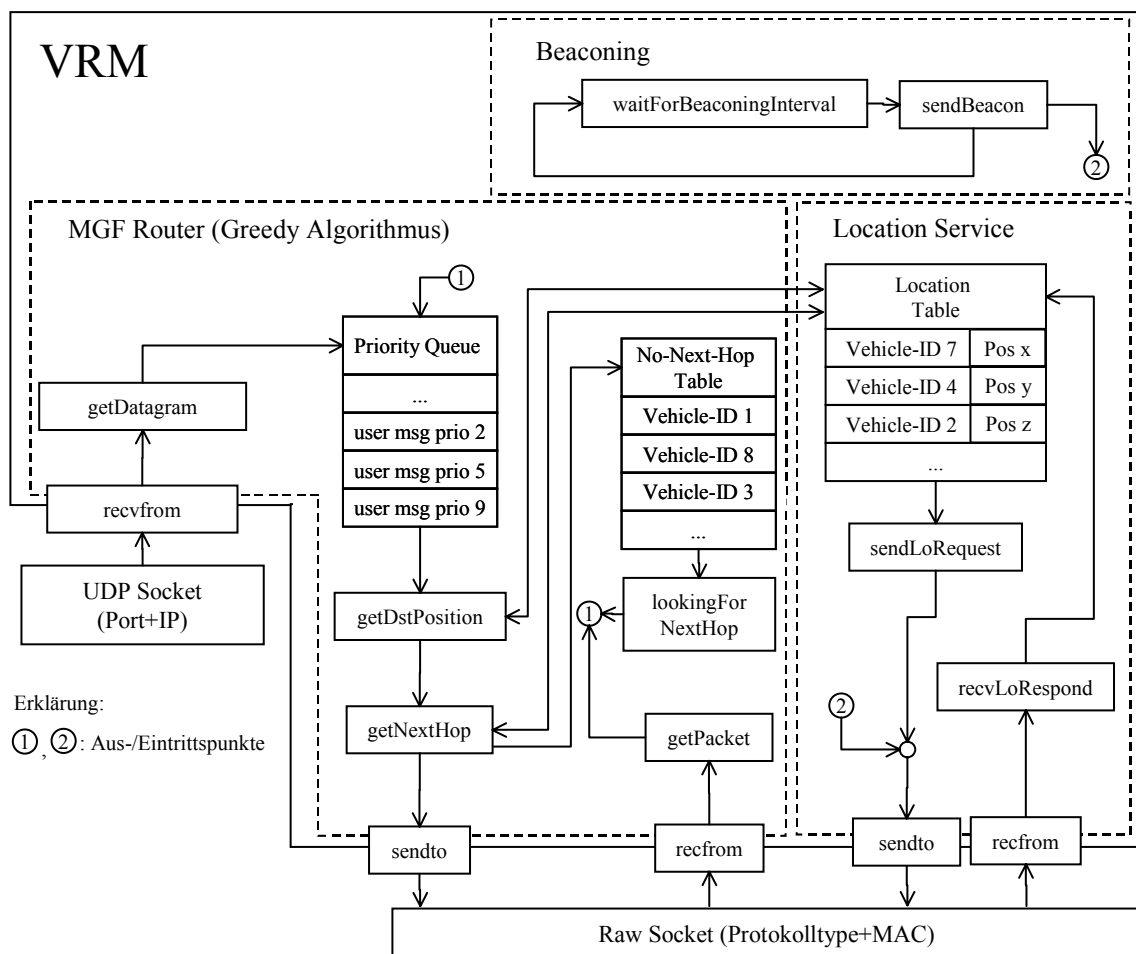 VRM
Beaconing
waitForBeaconingInterval
sendBeacon
2
MGF Router (Greedy Algorithmus)
1
Priority Queue
...
user msg prio 2
user msg prio 5
user msg prio 9
getDatagram
recvfrom
UDP Socket
(Port+IP)
No-Next-Hop
Table
Vehicle-ID 1
Vehicle-ID 8
Vehicle-ID 3
...
getDstPosition
1
lookingFor
NextHop
getNextHop
getPacket
sendto
recfrom
Location Service
Location
Table
Vehicle-ID 7 Pos x
Vehicle-ID 4 Pos y
Vehicle-ID 2 Pos z
...
sendLoRequest
recvLoRespond
2
sendto
recfrom
Erklärung:
1 , 2 : Aus-/Eintrittspunkte
Raw Socket (Protokolltype+MAC)